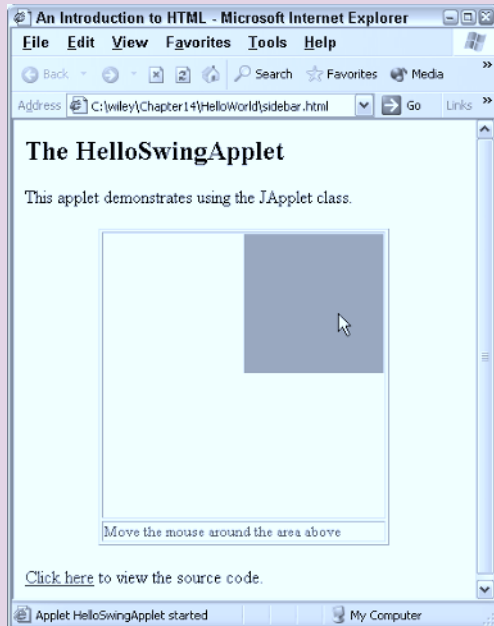 An Introduction to HTML - Microsoft Internet Explorer
File Edit View Favorites Tools Help
Back Search Favorites Media »
Address C:\wiley\Chapter14\HelloWorld\sidebar.html Go Links »
The HelloSwingApplet
This applet demonstrates using the JApplet class.
Move the mouse around the area above
Click here to view the source code.
Applet HelloSwingApplet started My Computer